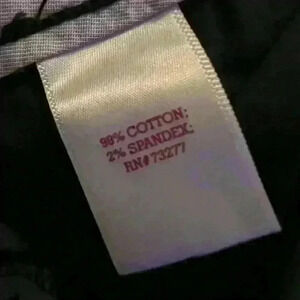 98% COTTON;
2% SPANDEX;
RN# 73277